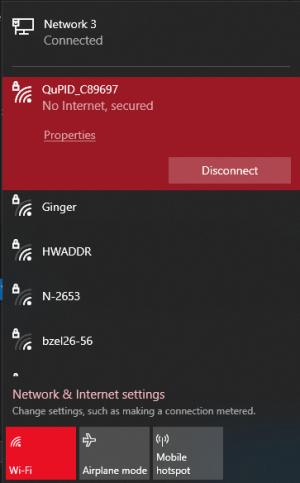 Network 3
Connected
QuPID_C89697
No Internet, secured
Properties
Disconnect
Ginger
HWADDR
N-2653
bzel26-56
Network & Internet settings
Change settings, such as making a connection metered.
Wi-Fi
Airplane mode
Mobile
hotspot